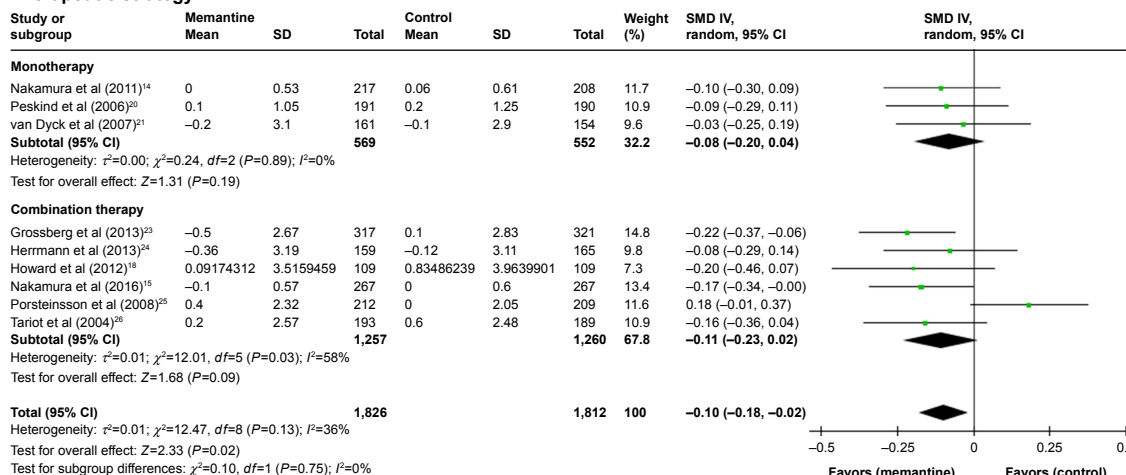 Study or subgroup Memantine Control Weight (%) SMD IV, random, 95% CI SMD IV, random, 95% CI
Mean SD Total Mean SD Total
Monotherapy
Nakamura et al (2011)¹⁴ 0 0.53 217 0.06 0.61 208 11.7 –0.10 (–0.30, 0.09)
Peskind et al (2006)²⁰ 0.1 1.05 191 0.2 1.25 190 10.9 –0.09 (–0.29, 0.11)
van Dyck et al (2007)²¹ –0.2 3.1 161 –0.1 2.9 154 9.6 –0.03 (–0.25, 0.19)
Subtotal (95% CI) 569 552 32.2 –0.08 (–0.20, 0.04)
Heterogeneity: τ²=0.00; χ²=0.24, df=2 (P=0.89); I²=0%
Test for overall effect: Z=1.31 (P=0.19)
Combination therapy
Grossberg et al (2013)²³ –0.5 2.67 317 0.1 2.83 321 14.8 –0.22 (–0.37, –0.06)
Herrmann et al (2013)²⁴ –0.36 3.19 159 –0.12 3.11 165 9.8 –0.08 (–0.29, 0.14)
Howard et al (2012)¹⁸ 0.09174312 3.5159459 109 0.83486239 3.9639901 109 7.3 –0.20 (–0.46, 0.07)
Nakamura et al (2016)¹⁵ –0.1 0.57 267 0 0.6 267 13.4 –0.17 (–0.34, –0.00)
Porsteinsson et al (2008)²⁵ 0.4 2.32 212 0 2.05 209 11.6 0.18 (–0.01, 0.37)
Tariot et al (2004)²⁶ 0.2 2.57 193 0.6 2.48 189 10.9 –0.16 (–0.36, 0.04)
Subtotal (95% CI) 1,257 1,260 67.8 –0.11 (–0.23, 0.02)
Heterogeneity: τ²=0.01; χ²=12.01, df=5 (P=0.03); I²=58%
Test for overall effect: Z=1.68 (P=0.09)
Total (95% CI) 1,826 1,812 100 –0.10 (–0.18, –0.02)
Heterogeneity: τ²=0.01; χ²=12.47, df=8 (P=0.13); I²=36%
Test for overall effect: Z=2.33 (P=0.02)
Test for subgroup differences: χ²=0.10, df=1 (P=0.75); I²=0%
–0.5 –0.25 0 0.25
Favors (memantine) Favors (control)